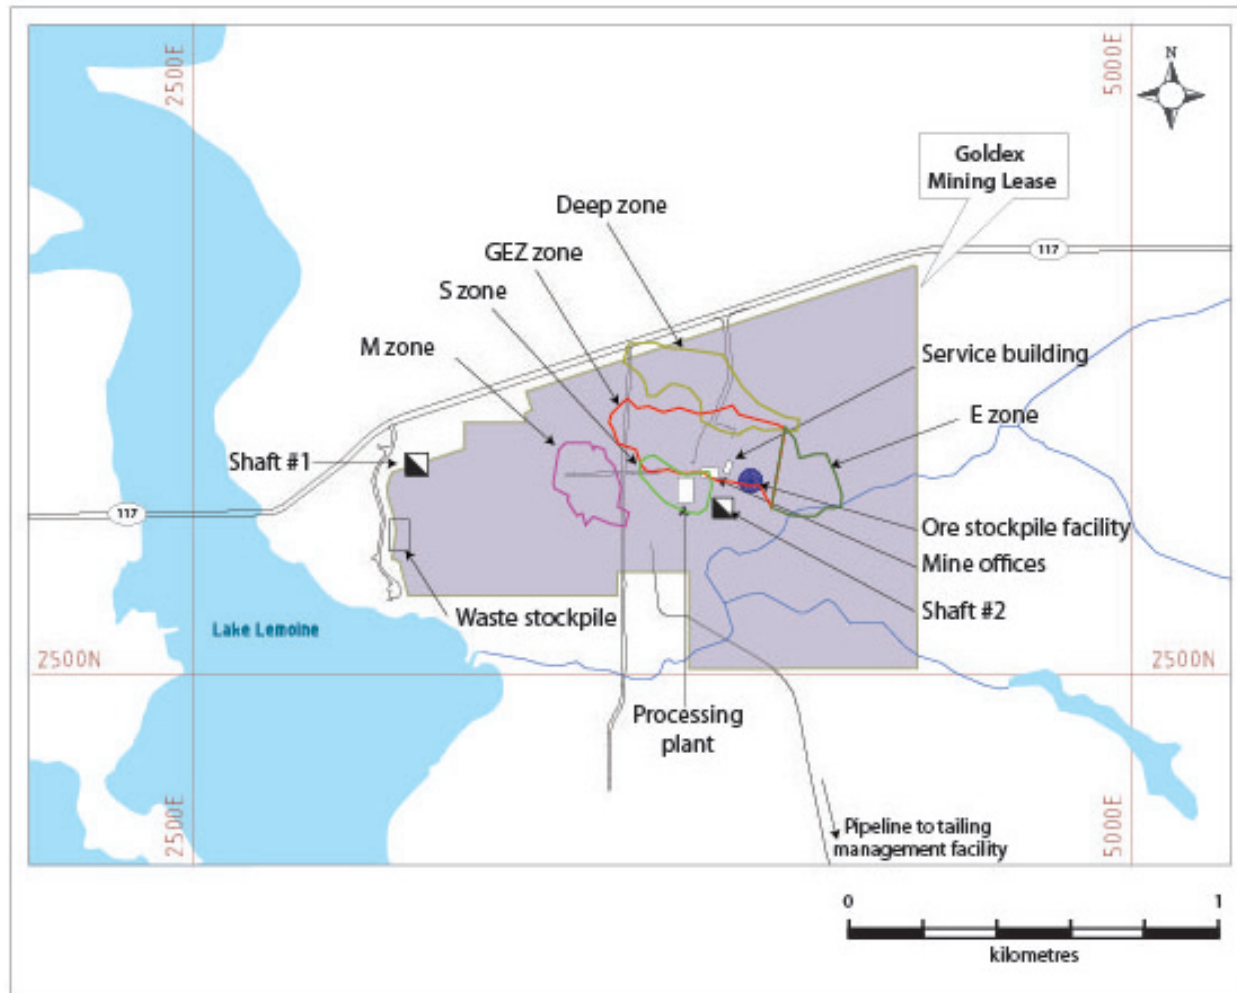 2500E
5000E
N
Goldex
Mining Lease
Deep zone
117
GEZ zone
S zone
M zone
Service building
E zone
Shaft #1
117
Ore stockpile facility
Mine offices
Shaft #2
Waste stockpile
Lake Lemoine
2500N
2500N
Processing
plant
2500E
5000E
Pipeline to tailing
management facility
0
1
kilometres